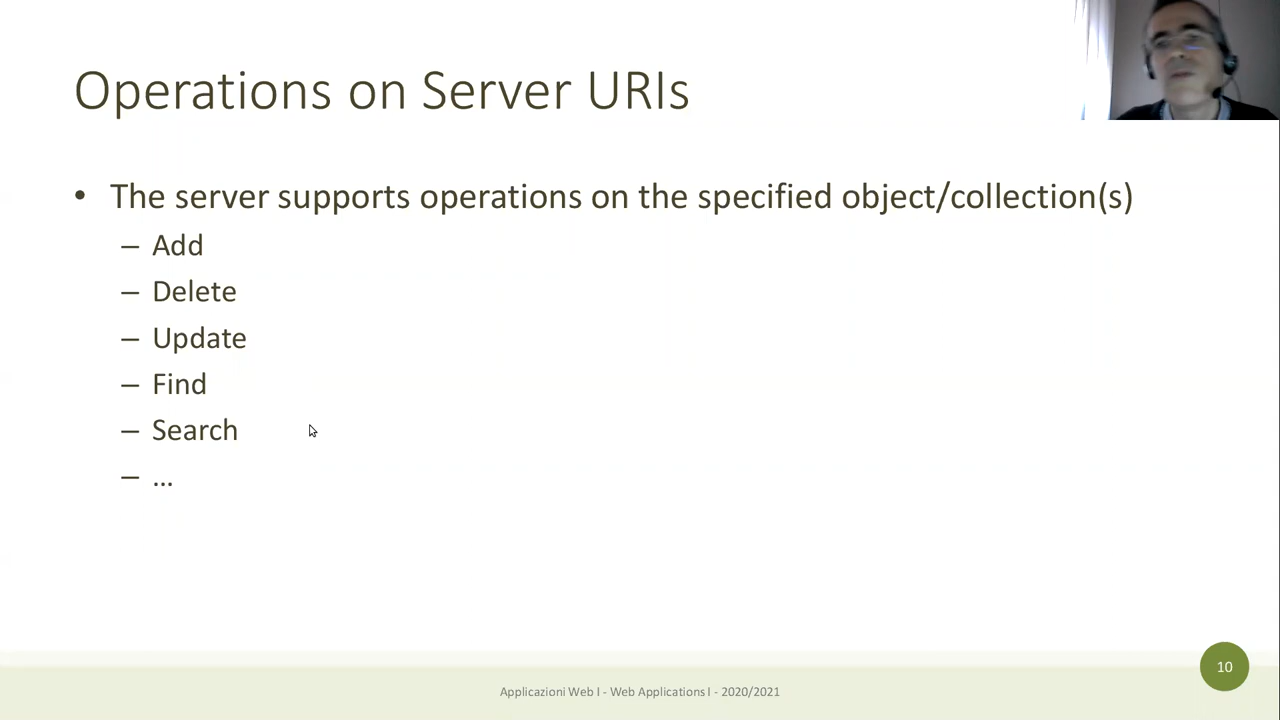 Operations on Server URIs
• The server supports operations on the specified object/collection(s)
– Add
– Delete
– Update
– Find
– Search
– …
10
Applicazioni Web I - Web Applications I - 2020/2021